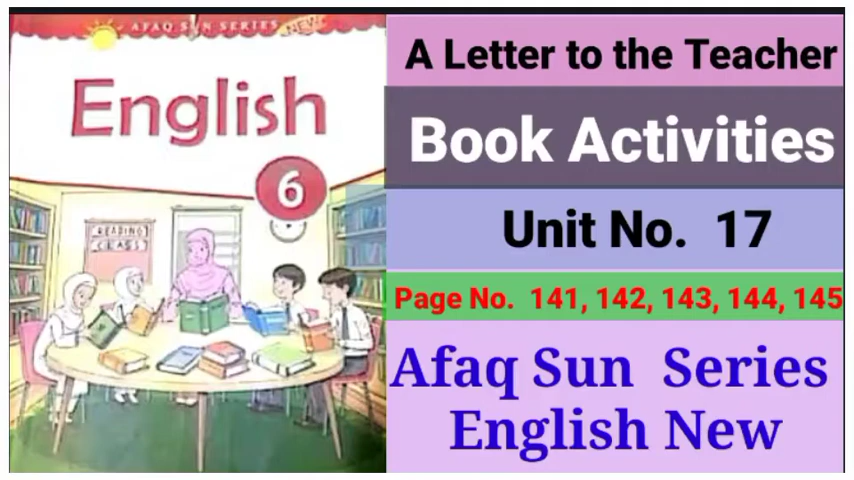 AFAQ SUN SERIES NEW
English
6
READING
CLASS
A Letter to the Teacher
Book Activities
Unit No. 17
Page No. 141, 142, 143, 144, 145
Afaq Sun Series
English New